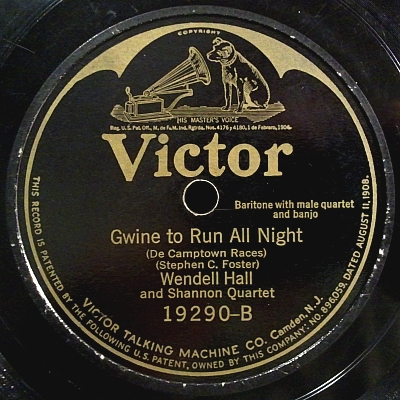 COPYRIGHT
HIS MASTER'S VOICE
Reg. U.S. Pat. Off., M. de F. M. Ind. Rgtrda. Nos. 4176 y 4180, 1 de Febrero, 1906.
Victor
Baritone with male quartet
and banjo
Gwine to Run All Night
(De Camptown Races)
(Stephen C. Foster)
Wendell Hall
and Shannon Quartet
19290-B
VICTOR TALKING MACHINE CO. Camden, N.J.
THIS RECORD IS PATENTED BY THE FOLLOWING U.S. PATENT, OWNED BY THIS COMPANY: NO. 896059, DATED AUGUST 11, 1908.